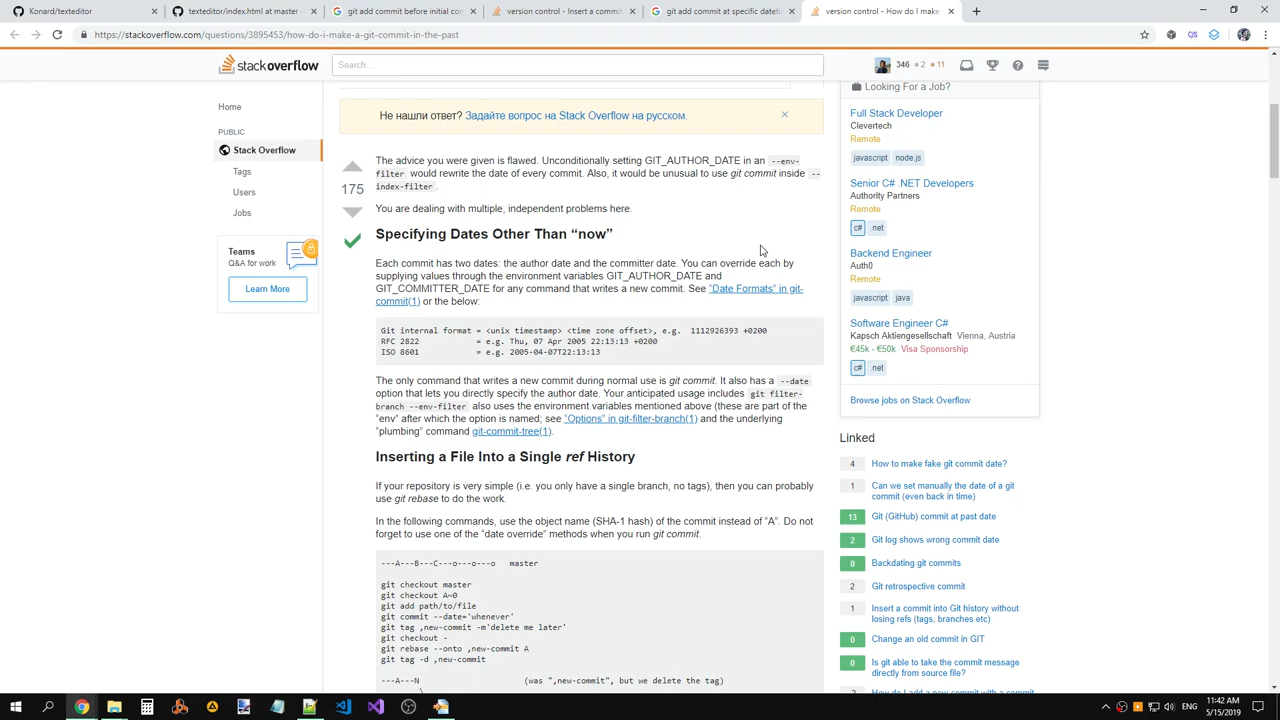 Konard/texteditor
texteditor/index.html at master ·
git add commit before initial con
version control - Insert a commit
git add commit at specific datetim
version control - How do I make
https://stackoverflow.com/questions/3895453/how-do-i-make-a-git-commit-in-the-past
stackoverflow
Search…
346 2 11
Home
PUBLIC
Stack Overflow
Tags
Users
Jobs
Teams
Q&A for work
Learn More
Не нашли ответ? Задайте вопрос на Stack Overflow на русском.
175
The advice you were given is flawed. Unconditionally setting GIT_AUTHOR_DATE in an --env-
filter would rewrite the date of every commit. Also, it would be unusual to use git commit inside --
index-filter.
You are dealing with multiple, independent problems here.
Specifying Dates Other Than “now”
Each commit has two dates: the author date and the committer date. You can override each by
supplying values through the environment variables GIT_AUTHOR_DATE and
GIT_COMMITTER_DATE for any command that writes a new commit. See “Date Formats” in git-
commit(1) or the below:
Git internal format = <unix timestamp> <time zone offset>, e.g.  1112926393 +0200
RFC 2822            = e.g. Thu, 07 Apr 2005 22:13:13 +0200
ISO 8601            = e.g. 2005-04-07T22:13:13
The only command that writes a new commit during normal use is git commit. It also has a --date
option that lets you directly specify the author date. Your anticipated usage includes git filter-
branch --env-filter also uses the environment variables mentioned above (these are part of the
“env” after which the option is named; see “Options” in git-filter-branch(1) and the underlying
“plumbing” command git-commit-tree(1).
Inserting a File Into a Single ref History
If your repository is very simple (i.e. you only have a single branch, no tags), then you can probably
use git rebase to do the work.
In the following commands, use the object name (SHA-1 hash) of the commit instead of “A”. Do not
forget to use one of the “date override” methods when you run git commit.
---A---B---C---o---o---o   master
git checkout master
git checkout A~0
git add path/to/file
git commit --date='whenever'
git tag ,new-commit -m'delete me later'
git checkout -
git rebase --onto ,new-commit A
git tag -d ,new-commit
---A---N                      (was ",new-commit", but we delete the tag)
\
Looking For a Job?
Full Stack Developer
Clevertech
Remote
javascript node.js
Senior C# .NET Developers
Authority Partners
Remote
c# .net
Backend Engineer
Auth0
Remote
javascript java
Software Engineer C#
Kapsch Aktiengesellschaft Vienna, Austria
€45k - €50k Visa Sponsorship
c# .net
Browse jobs on Stack Overflow
Linked
4 How to make fake git commit date?
1 Can we set manually the date of a git
commit (even back in time)
13 Git (GitHub) commit at past date
2 Git log shows wrong commit date
0 Backdating git commits
2 Git retrospective commit
1 Insert a commit into Git history without
losing refs (tags, branches etc)
0 Change an old commit in GIT
0 Is git able to take the commit message
directly from source file?
2 How do I add a new commit with a commit
ENG
11:42 AM
5/15/2019